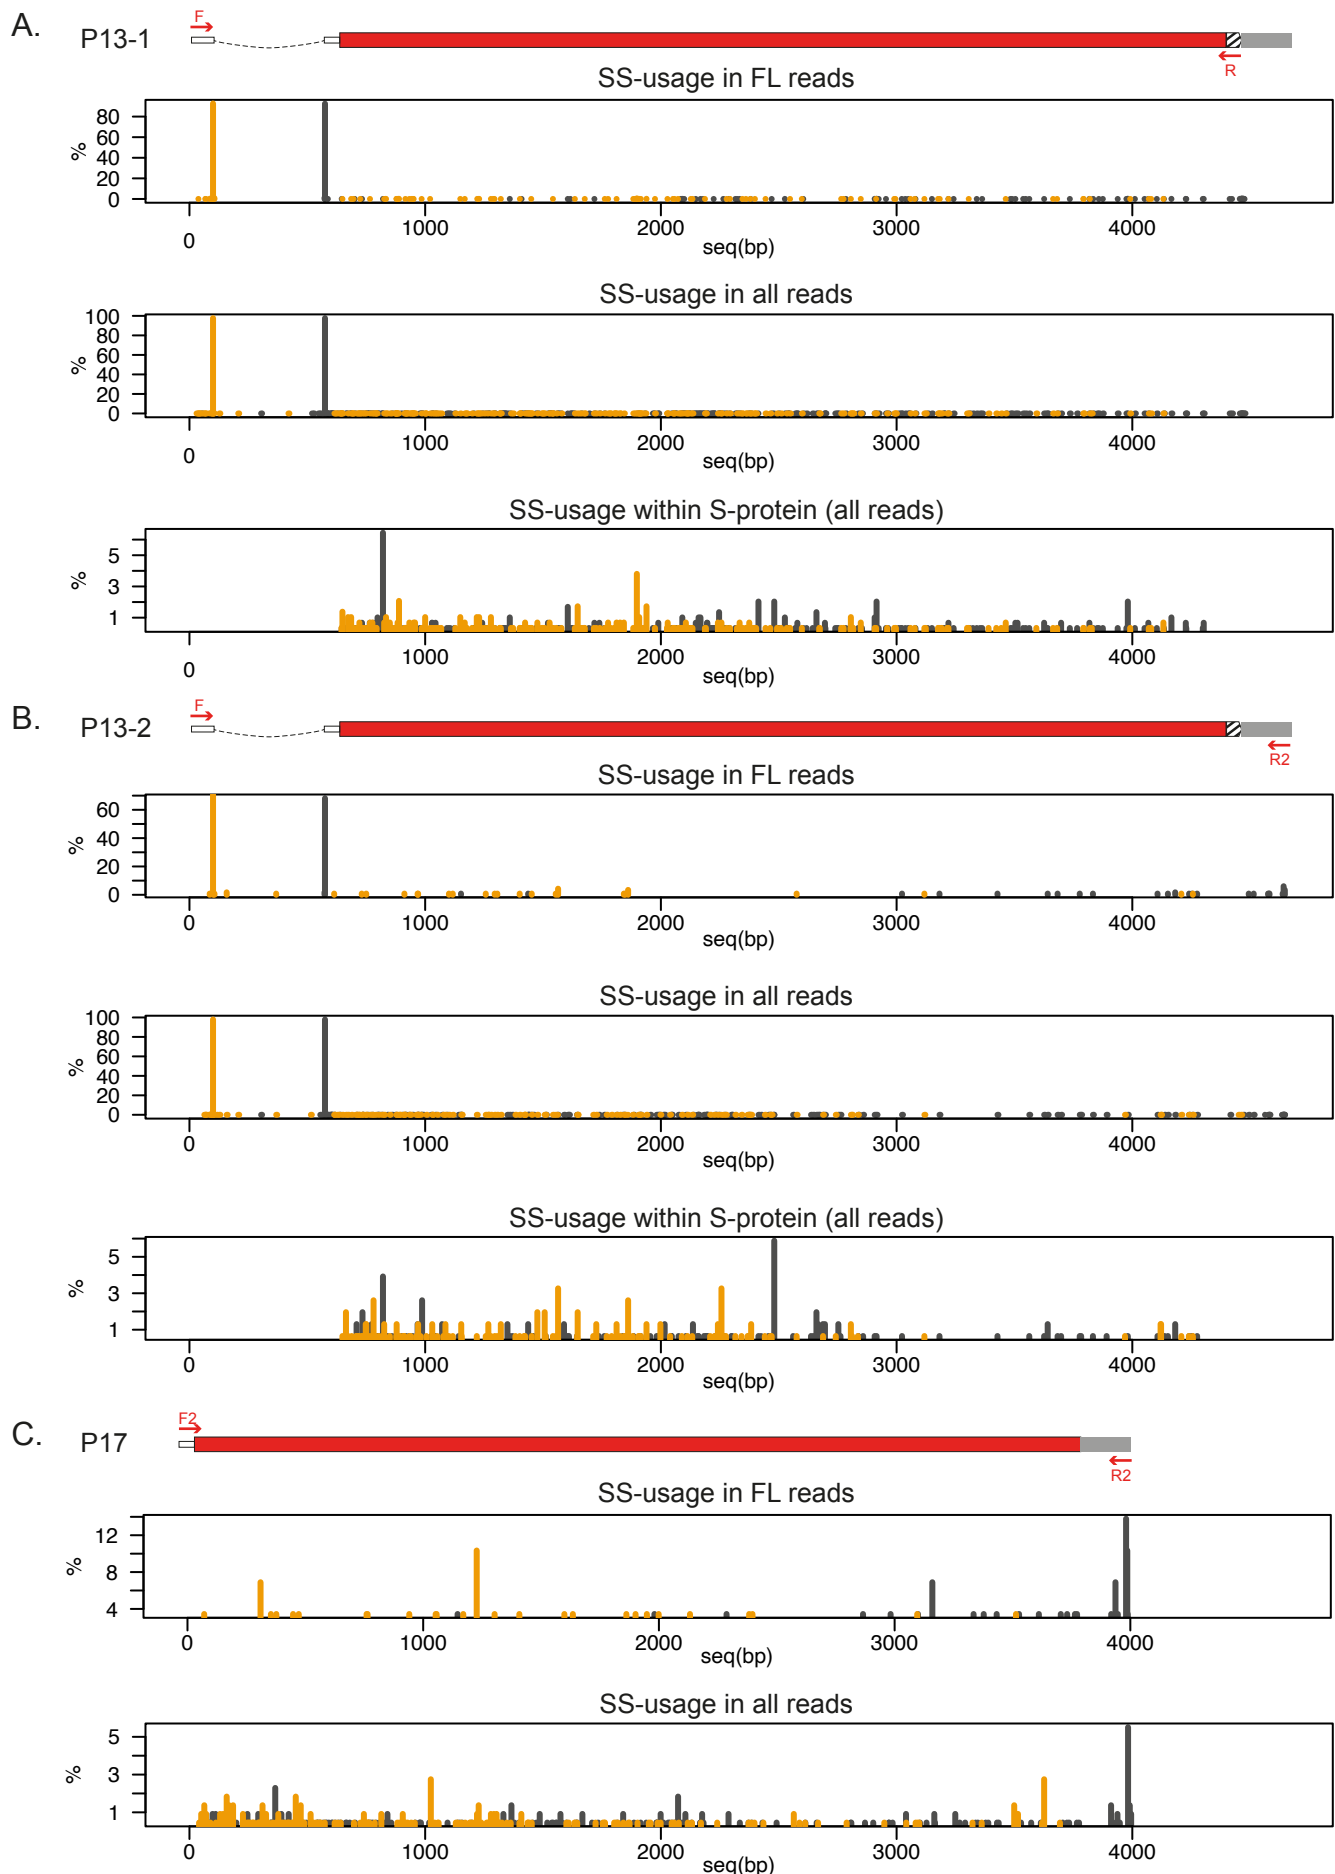 A.
P13-1
F
R
SS-usage in FL reads
%
80
60
40
20
0
0 1000 2000 3000 4000
seq(bp)
SS-usage in all reads
%
100
80
60
40
20
0
0 1000 2000 3000 4000
seq(bp)
SS-usage within S-protein (all reads)
%
5
3
1
0 1000 2000 3000 4000
seq(bp)
B.
P13-2
F
R2
SS-usage in FL reads
%
60
40
20
0
0 1000 2000 3000 4000
seq(bp)
SS-usage in all reads
%
100
80
60
40
20
0
0 1000 2000 3000 4000
seq(bp)
SS-usage within S-protein (all reads)
%
5
3
1
0 1000 2000 3000 4000
seq(bp)
C.
P17
F2
R2
SS-usage in FL reads
%
12
8
4
0 1000 2000 3000 4000
seq(bp)
SS-usage in all reads
%
5
3
1
0 1000 2000 3000 4000
seq(bp)